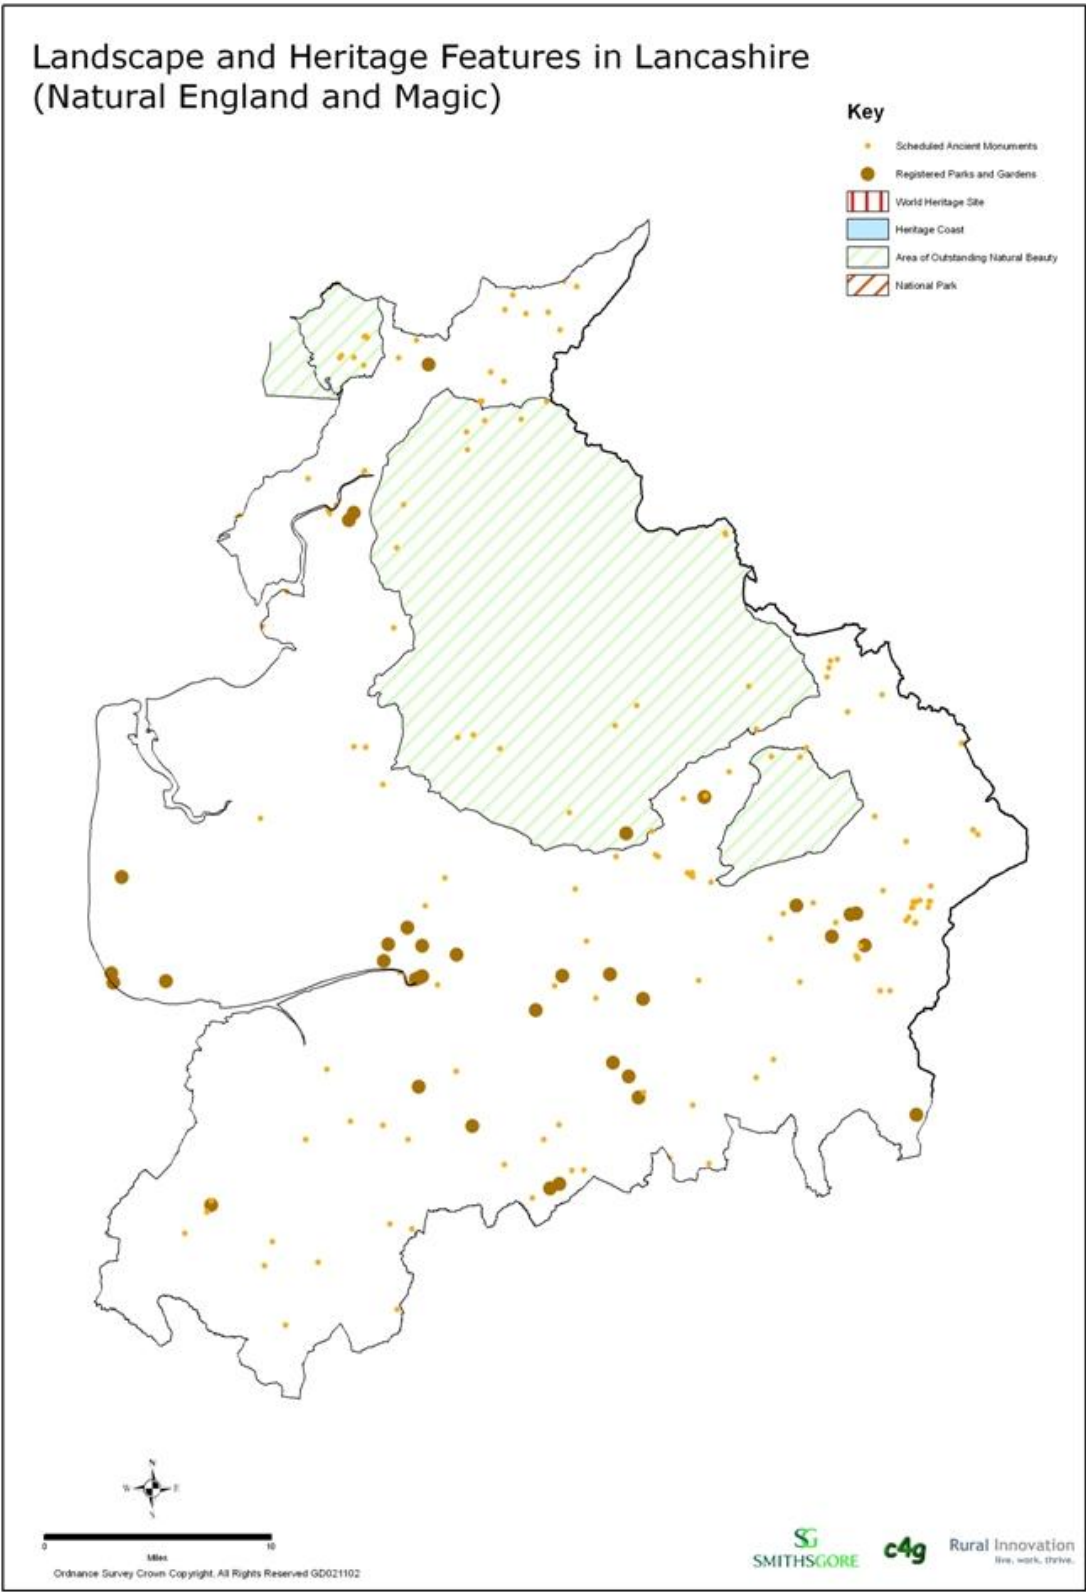 Landscape and Heritage Features in Lancashire
(Natural England and Magic)
Key
Scheduled Ancient Monuments
Registered Parks and Gardens
World Heritage Site
Heritage Coast
Area of Outstanding Natural Beauty
National Park
N
W E
S
0 10
Miles
Ordnance Survey Crown Copyright. All Rights Reserved GD021102
SG
SMITHSGORE
c4g
Rural Innovation
live. work. thrive.